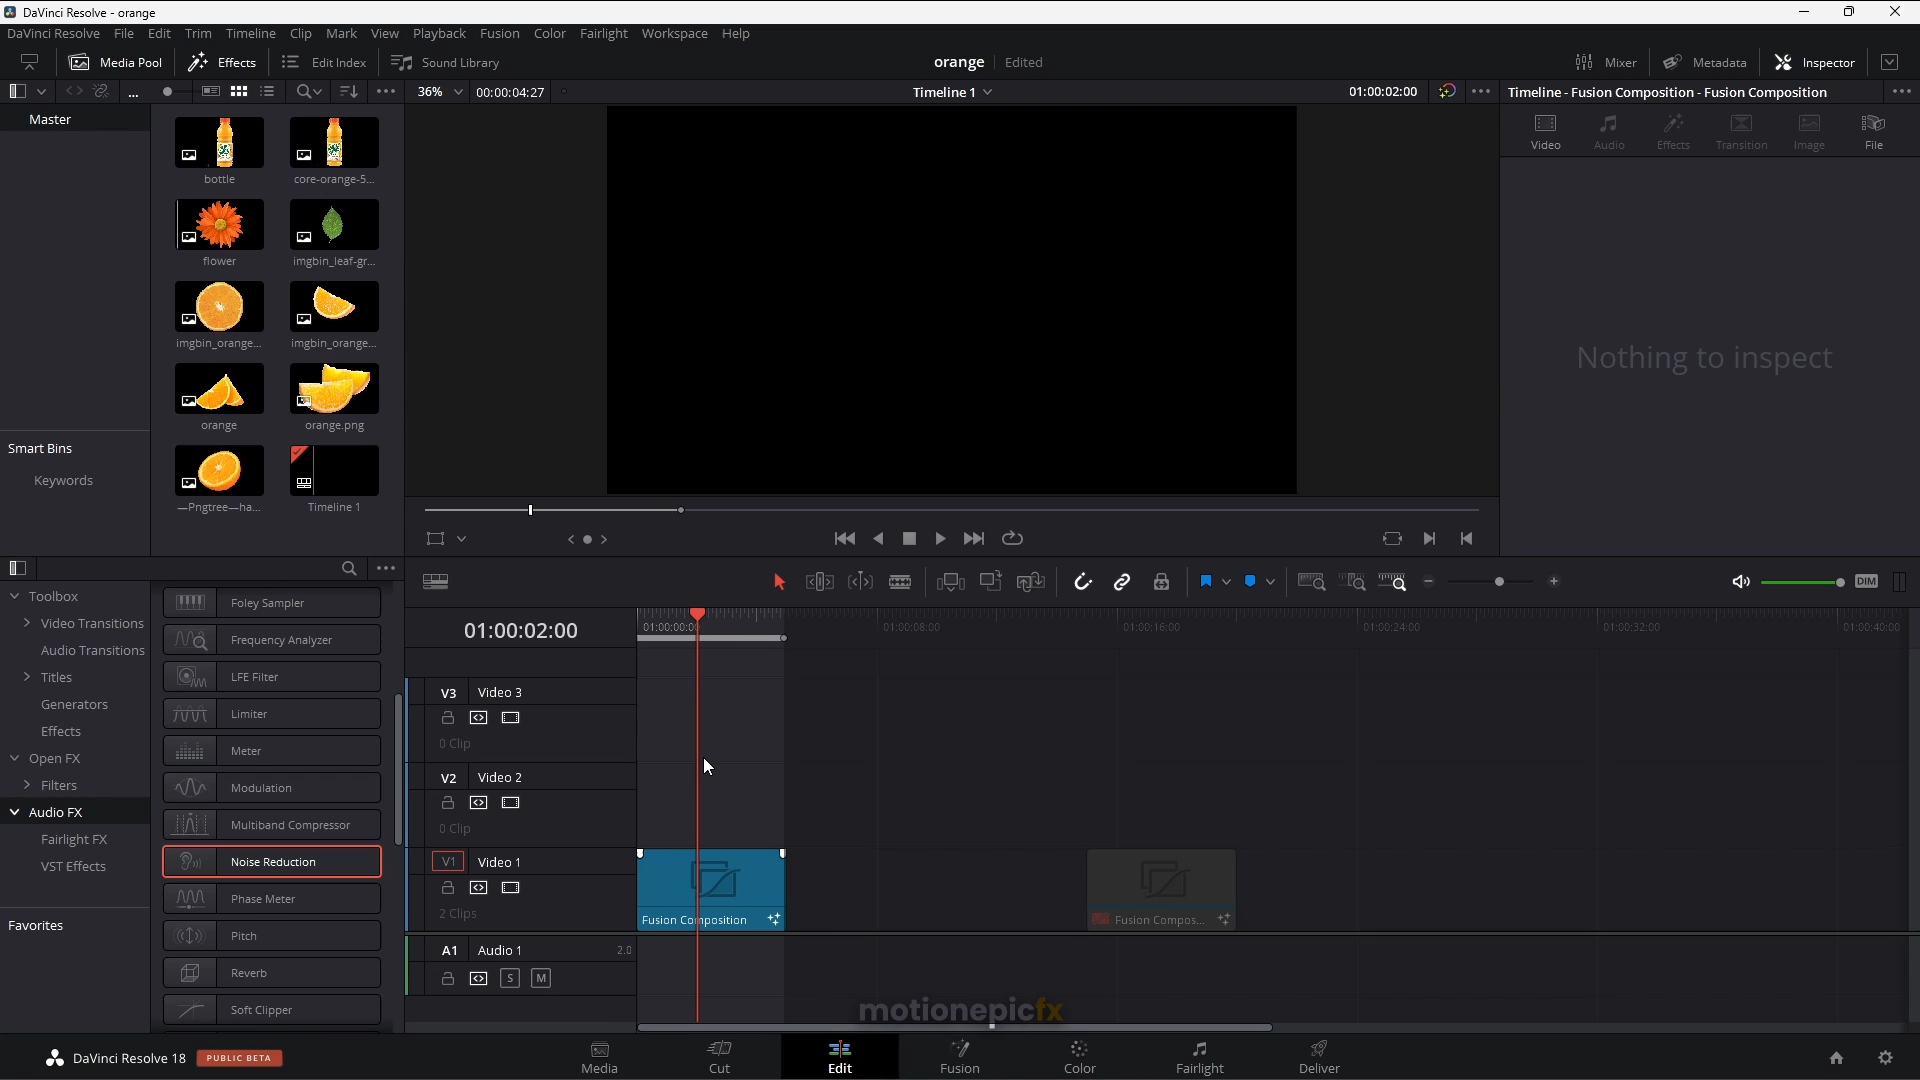 DaVinci Resolve - orange
DaVinci Resolve File Edit Trim Timeline Clip Mark View Playback Fusion Color Fairlight Workspace Help
Media Pool Effects Edit Index Sound Library orange Edited Mixer Metadata Inspector
... 36% 00:00:04:27 Timeline 1 01:00:02:00 Timeline - Fusion Composition - Fusion Composition
Master
Video Audio Effects Transition Image File
bottle core-orange-5...
flower imgbin_leaf-gr...
imgbin_orange... imgbin_orange...
Nothing to inspect
orange orange.png
Smart Bins
Keywords
—Pngtree—ha... Timeline 1
Toolbox
Video Transitions
Audio Transitions
Titles
Generators
Effects
Open FX
Filters
Audio FX
Fairlight FX
VST Effects
Favorites
Foley Sampler
Frequency Analyzer
LFE Filter
Limiter
Meter
Modulation
Multiband Compressor
Noise Reduction
Phase Meter
Pitch
Reverb
Soft Clipper
DIM
01:00:02:00
01:00:00:00 01:00:08:00 01:00:16:00 01:00:24:00 01:00:32:00 01:00:40:00
V3 Video 3
0 Clip
V2 Video 2
0 Clip
V1 Video 1
2 Clips
Fusion Composition Fusion Compos...
A1 Audio 1 2.0
S M
motionepicfx
DaVinci Resolve 18 PUBLIC BETA
Media Cut Edit Fusion Color Fairlight Deliver